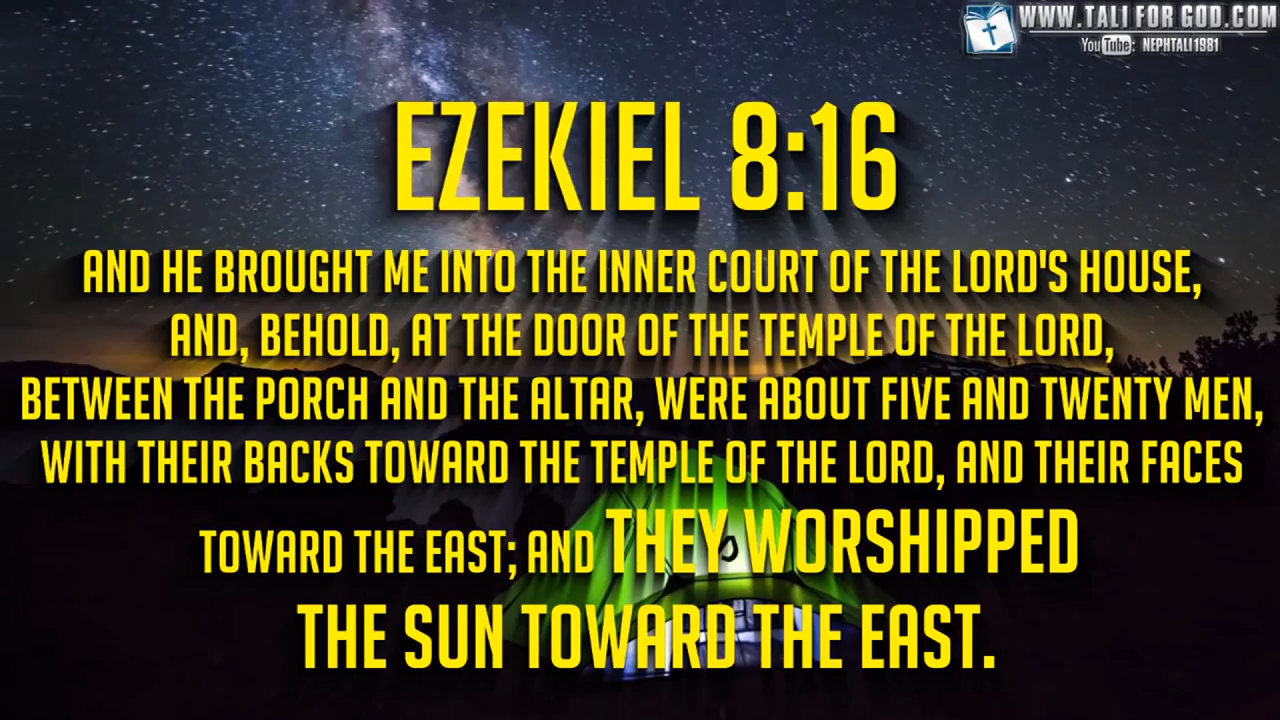 WWW.TALI FOR GOD.COM
YouTube: NEPHTALI1981
EZEKIEL 8:16
AND HE BROUGHT ME INTO THE INNER COURT OF THE LORD'S HOUSE,
AND, BEHOLD, AT THE DOOR OF THE TEMPLE OF THE LORD,
BETWEEN THE PORCH AND THE ALTAR, WERE ABOUT FIVE AND TWENTY MEN,
WITH THEIR BACKS TOWARD THE TEMPLE OF THE LORD, AND THEIR FACES
TOWARD THE EAST; AND THEY WORSHIPPED
THE SUN TOWARD THE EAST.